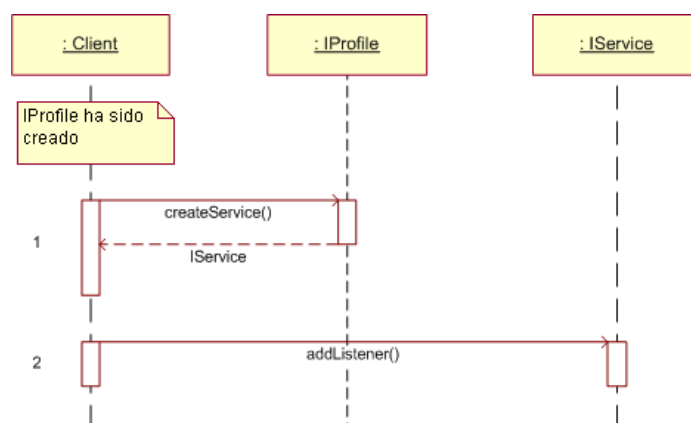 : Client
: IProfile
: IService
IProfile ha sido
creado
createService()
1
IService
addListener()
2